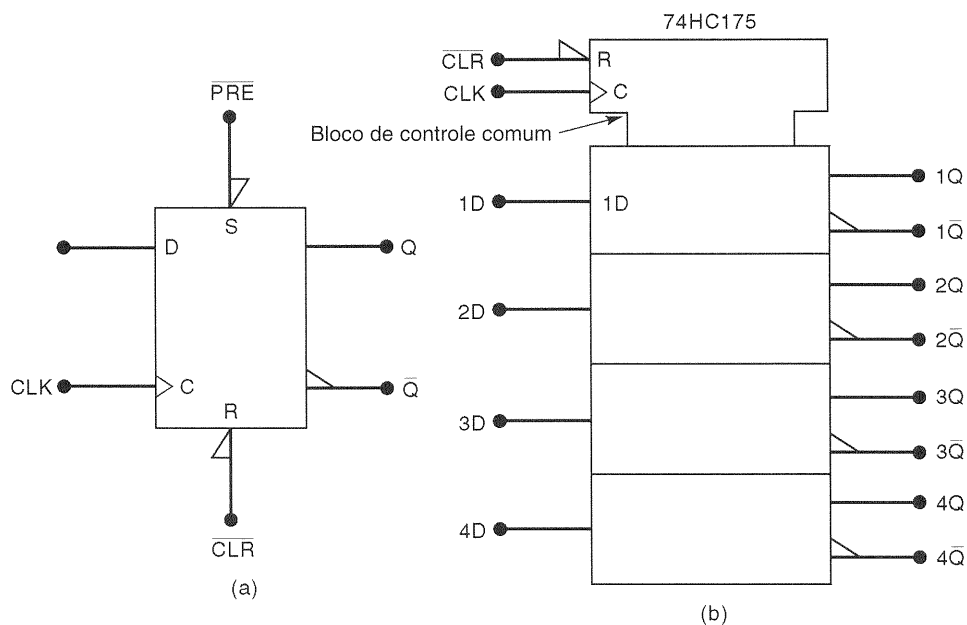 PRE
S
D
Q
CLK
C
Q̅
R
CLR
(a)
74HC175
CLR
R
CLK
C
Bloco de controle comum
1D
1D
1Q
1Q̅
2D
2Q
2Q̅
3D
3Q
3Q̅
4D
4Q
4Q̅
(b)